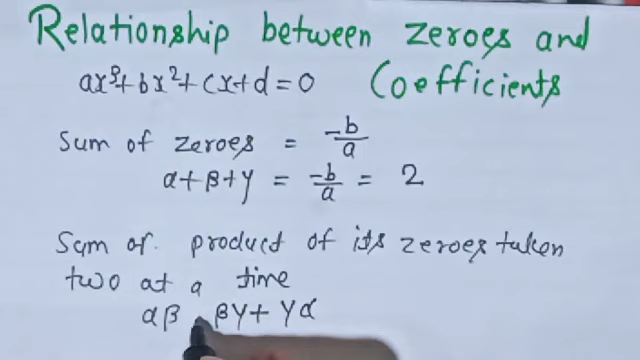 Relationship between zeroes and
Coefficients
ax³+bx²+cx+d=0
Sum of zeroes = -b/a
α+β+γ = -b/a = 2
Sum of product of its zeroes taken
two at a time
αβ βγ+ γα